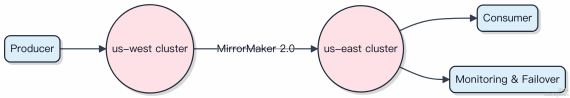 Producer
us-west cluster
MirrorMaker 2.0
us-east cluster
Consumer
Monitoring & Failover